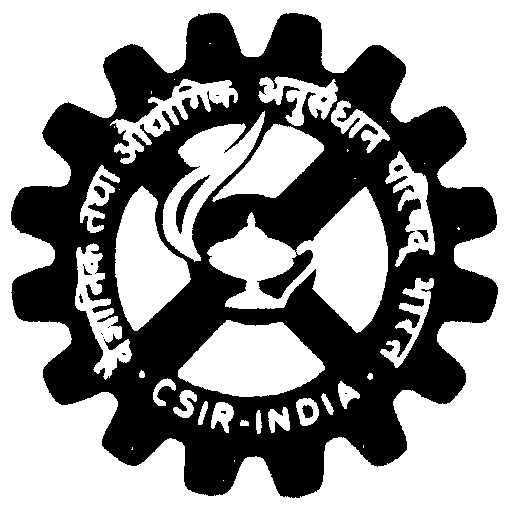 वैज्ञानिक तथा औद्योगिक अनुसंधान परिषद् भारत
CSIR-INDIA